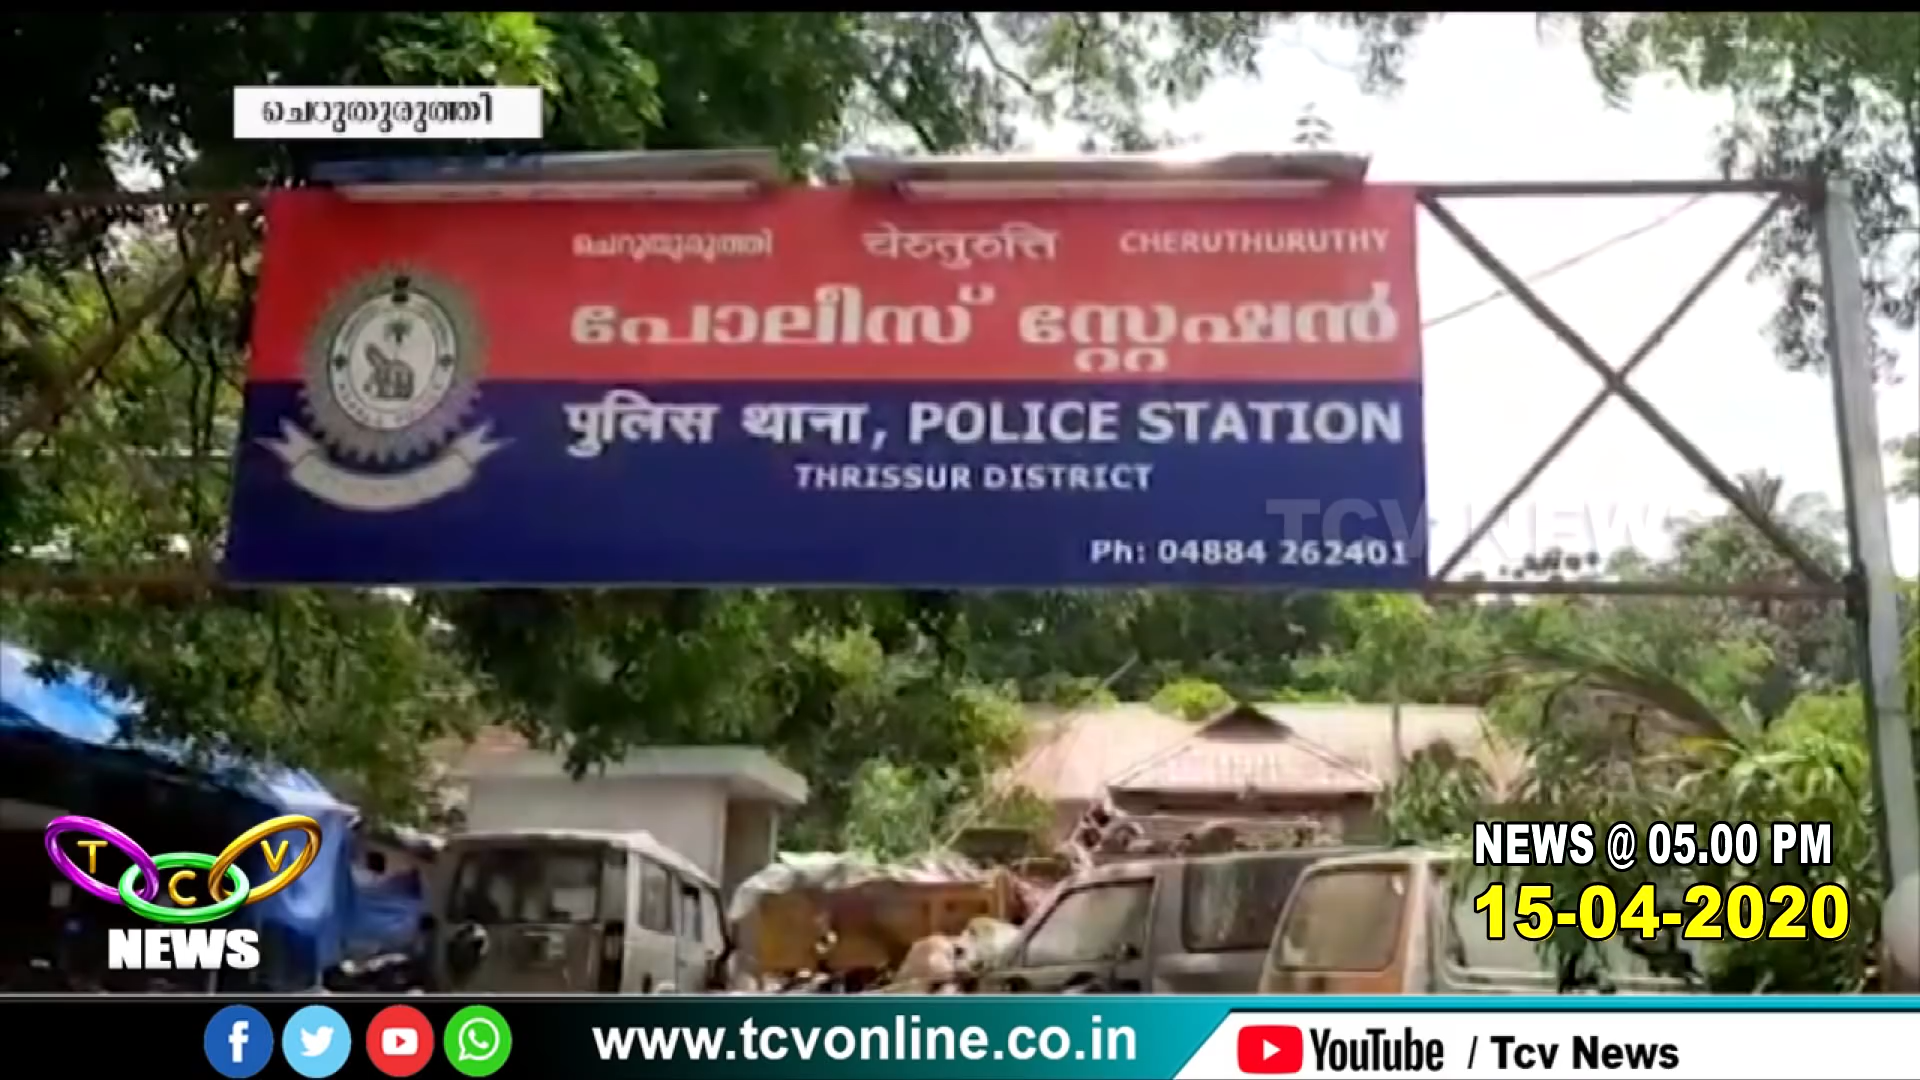 ചെറുതുരുത്തി
ചെറുതുരുത്തി चेरुतुरुत्ति CHERUTHURUTHY
പോലീസ് സ്റ്റേഷൻ
पुलिस थाना, POLICE STATION
THRISSUR DISTRICT
Ph: 04884 262401
TCV NEWS
T C V
NEWS
NEWS @ 05.00 PM
15-04-2020
www.tcvonline.co.in
YouTube / Tcv News